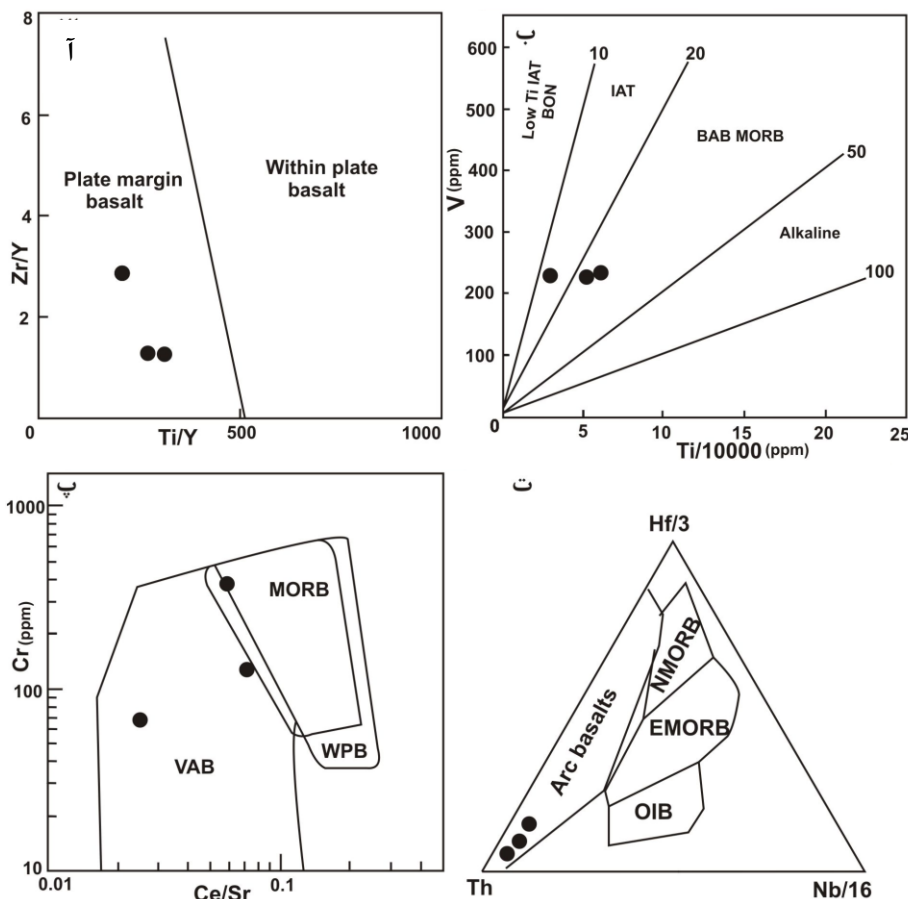 آ
8
6
4
2
0
500
1000
Zr/Y
Ti/Y
Plate margin
basalt
Within plate
basalt
ب
600
500
400
300
200
100
0
5
10
15
20
25
V (ppm)
Ti/10000 (ppm)
Low Ti IAT
BON
10
IAT
20
BAB MORB
50
Alkaline
100
پ
1000
100
10
0.01
0.1
Cr (ppm)
Ce/Sr
MORB
WPB
VAB
ت
Hf/3
Th
Nb/16
Arc basalts
NMORB
EMORB
OIB